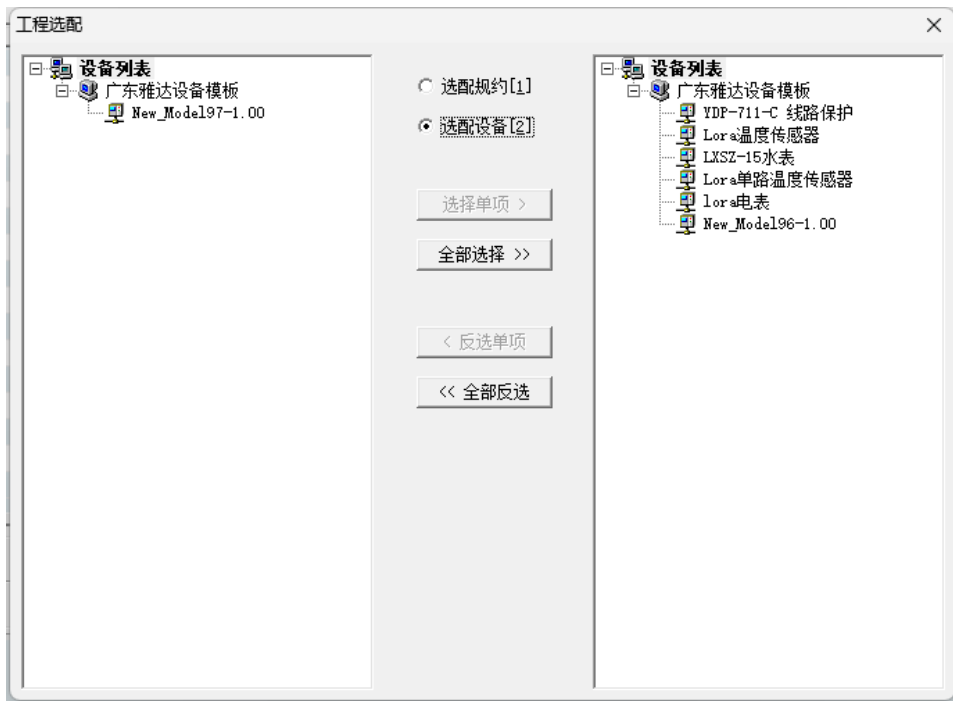 工程选配
设备列表
广东雅达设备模板
New_Model97-1.00
选配规约[1]
选配设备[2]
选择单项 >
全部选择 >>
< 反选单项
<< 全部反选
设备列表
广东雅达设备模板
YDP-711-C 线路保护
Lora温度传感器
LXSZ-15水表
Lora单路温度传感器
lora电表
New_Model96-1.00